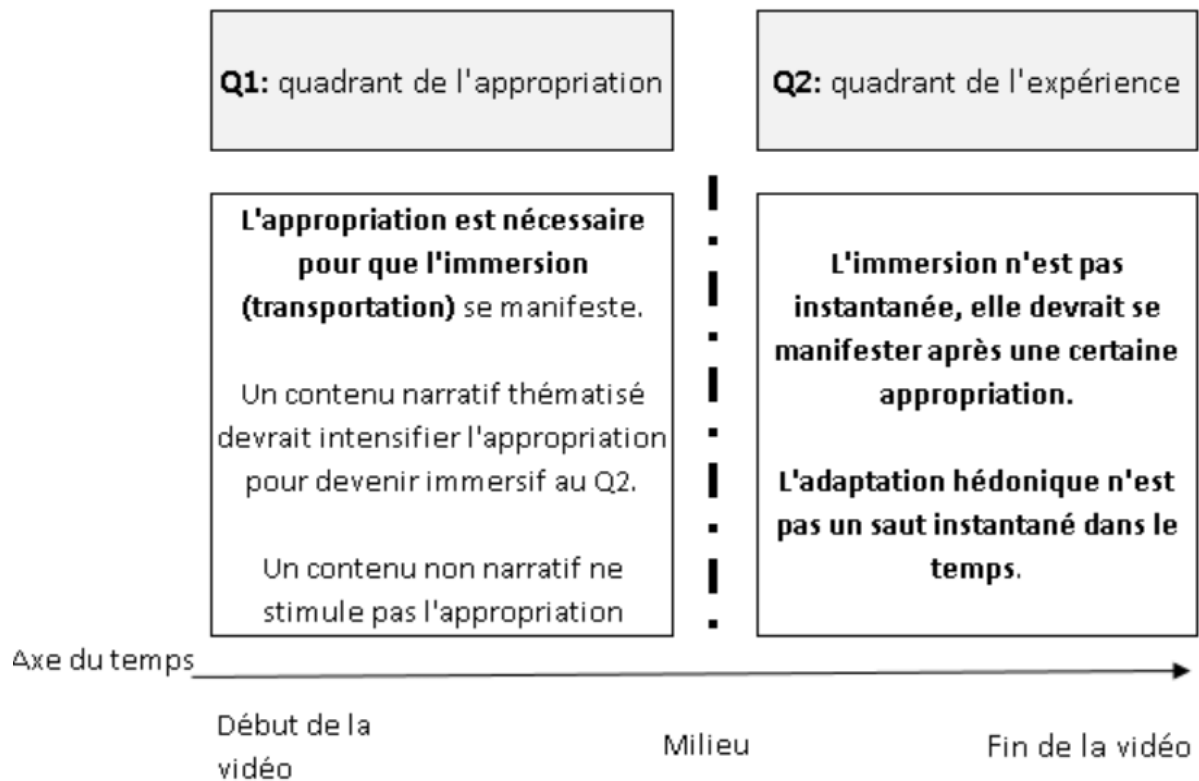 Q1: quadrant de l'appropriation
Q2: quadrant de l'expérience
L'appropriation est nécessaire
pour que l'immersion
(transportation) se manifeste.
Un contenu narratif thématisé
devrait intensifier l'appropriation
pour devenir immersif au Q2.
Un contenu non narratif ne
stimule pas l'appropriation
L'immersion n'est pas
instantanée, elle devrait se
manifester après une certaine
appropriation.
L'adaptation hédonique n'est
pas un saut instantané dans le
temps.
Axe du temps
Début de la
vidéo
Milieu
Fin de la vidéo